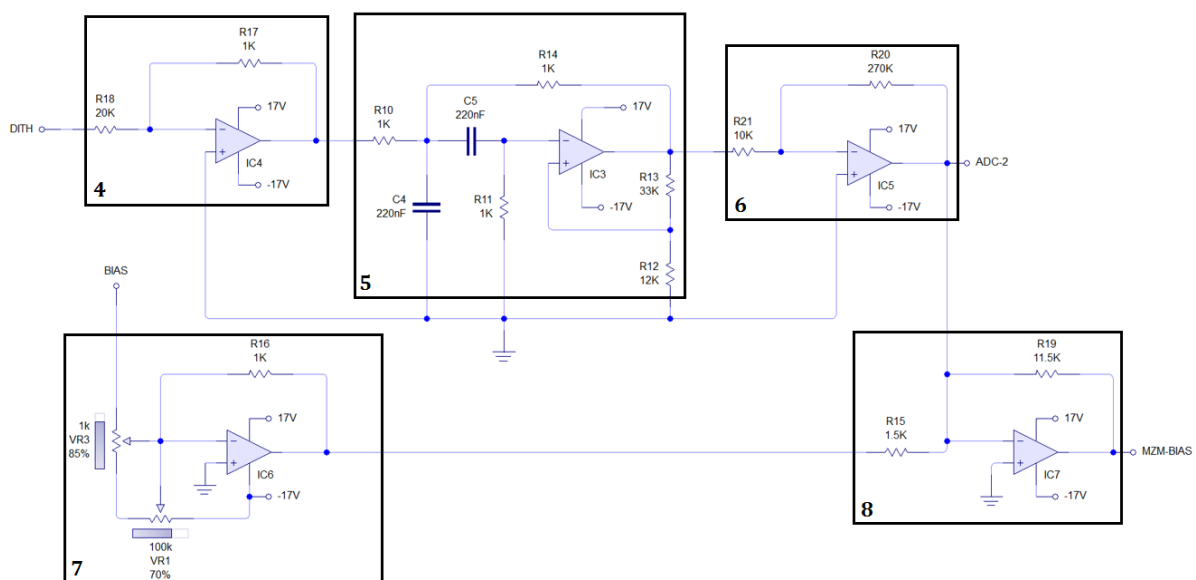 R17
1K
R18
20K
DITH
17V
IC4
-17V
4
R14
1K
C5
220nF
R10
1K
17V
IC3
-17V
C4
220nF
R11
1K
R13
33K
R12
12K
5
R20
270K
R21
10K
17V
ADC-2
IC5
-17V
6
BIAS
R16
1K
17V
1k
VR3
85%
IC6
-17V
100k
VR1
70%
7
R19
11.5K
R15
1.5K
17V
MZM-BIAS
IC7
-17V
8